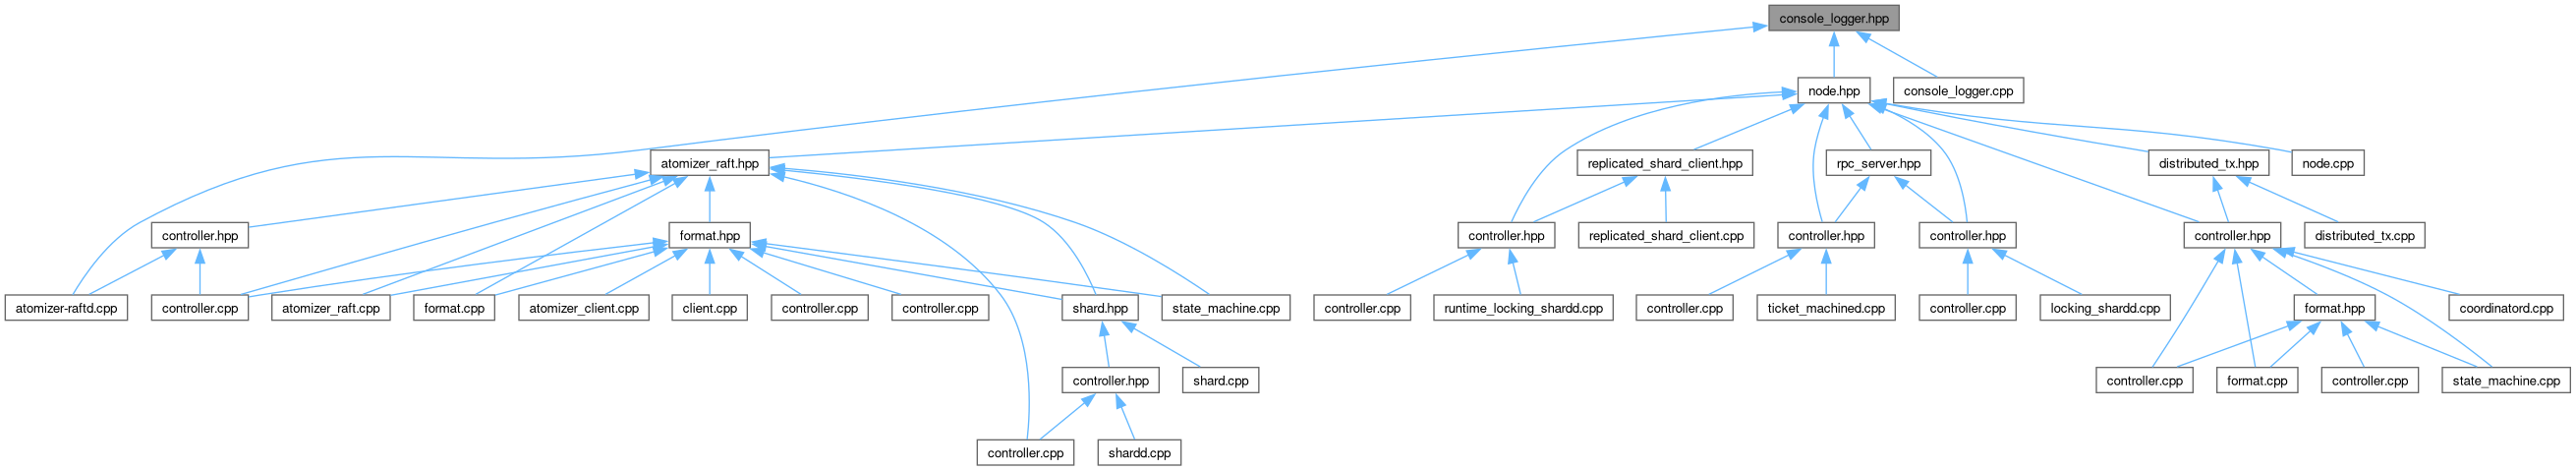 console_logger.hpp
node.hpp
console_logger.cpp
atomizer_raft.hpp
replicated_shard_client.hpp
rpc_server.hpp
distributed_tx.hpp
node.cpp
controller.hpp
format.hpp
controller.hpp
replicated_shard_client.cpp
controller.hpp
controller.hpp
controller.hpp
distributed_tx.cpp
atomizer-raftd.cpp
controller.cpp
atomizer_raft.cpp
format.cpp
atomizer_client.cpp
client.cpp
controller.cpp
controller.cpp
shard.hpp
state_machine.cpp
controller.cpp
runtime_locking_shardd.cpp
controller.cpp
ticket_machined.cpp
controller.cpp
locking_shardd.cpp
format.hpp
coordinatord.cpp
controller.hpp
shard.cpp
controller.cpp
format.cpp
controller.cpp
state_machine.cpp
controller.cpp
shardd.cpp